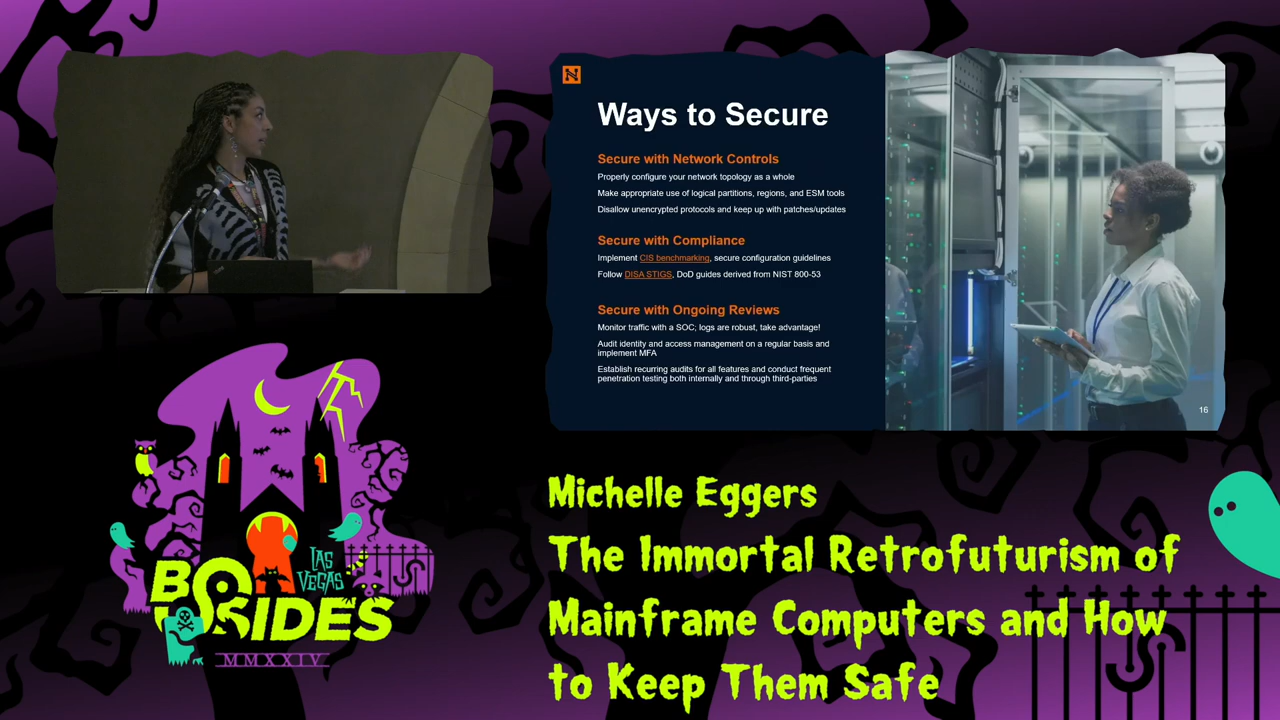 Ways to Secure
Secure with Network Controls
Properly configure your network topology as a whole
Make appropriate use of logical partitions, regions, and ESM tools
Disallow unencrypted protocols and keep up with patches/updates
Secure with Compliance
Implement CIS benchmarking, secure configuration guidelines
Follow DISA STIGS, DoD guides derived from NIST 800-53
Secure with Ongoing Reviews
Monitor traffic with a SOC; logs are robust, take advantage!
Audit identity and access management on a regular basis and
implement MFA
Establish recurring audits for all features and conduct frequent
penetration testing both internally and through third-parties
16
LAS
VEGAS
BSIDES
MMXXIV
Michelle Eggers
The Immortal Retrofuturism of
Mainframe Computers and How
to Keep Them Safe